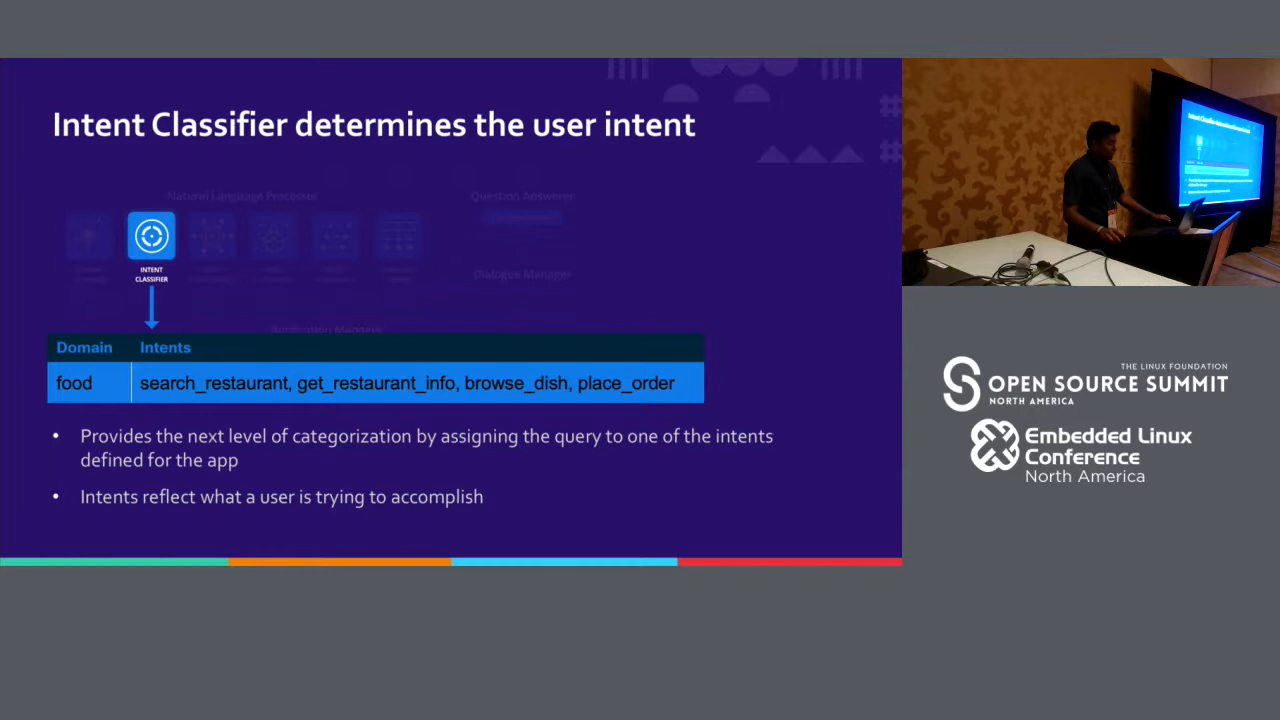 Intent Classifier determines the user intent
Natural Language Processor
Question Answerer
INTENT
CLASSIFIER
Dialogue Manager
Application Manager
Domain Intents
food search_restaurant, get_restaurant_info, browse_dish, place_order
• Provides the next level of categorization by assigning the query to one of the intents
defined for the app
• Intents reflect what a user is trying to accomplish
THE LINUX FOUNDATION
OPEN SOURCE SUMMIT
NORTH AMERICA
Embedded Linux
Conference
North America